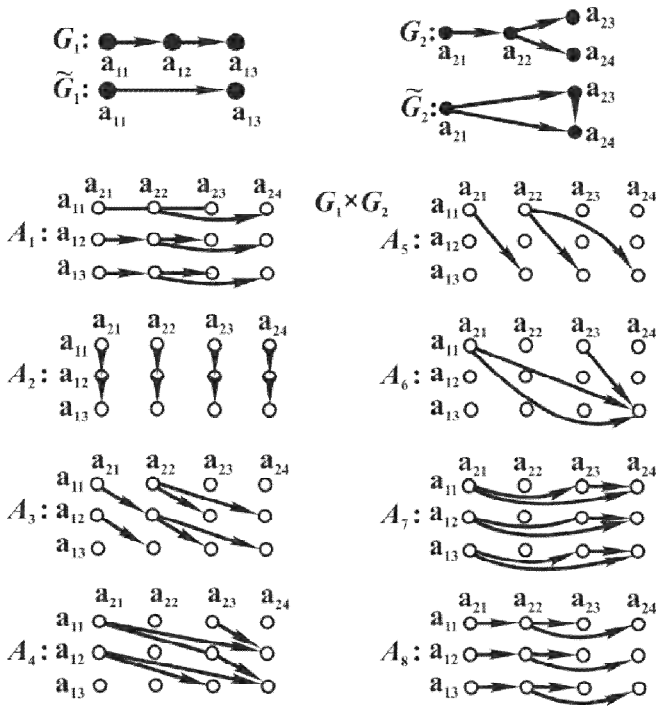 G₁: a₁₁ a₁₂ a₁₃
G̃₁: a₁₁ a₁₃
G₂: a₂₁ a₂₂ a₂₃ a₂₄
G̃₂: a₂₁ a₂₃ a₂₄
G₁×G₂
a₂₁ a₂₂ a₂₃ a₂₄
a₁₁
A₁: a₁₂
a₁₃
a₂₁ a₂₂ a₂₃ a₂₄
a₁₁
A₅: a₁₂
a₁₃
a₂₁ a₂₂ a₂₃ a₂₄
a₁₁
A₂: a₁₂
a₁₃
a₂₁ a₂₂ a₂₃ a₂₄
a₁₁
A₆: a₁₂
a₁₃
a₂₁ a₂₂ a₂₃ a₂₄
a₁₁
A₃: a₁₂
a₁₃
a₂₁ a₂₂ a₂₃ a₂₄
a₁₁
A₇: a₁₂
a₁₃
a₂₁ a₂₂ a₂₃ a₂₄
a₁₁
A₄: a₁₂
a₁₃
a₂₁ a₂₂ a₂₃ a₂₄
a₁₁
A₈: a₁₂
a₁₃